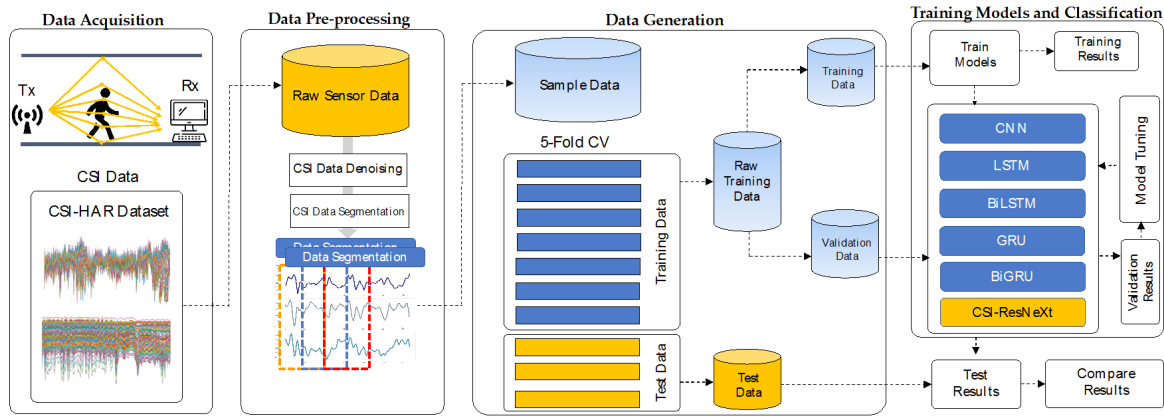 Data Acquisition
Tx
Rx
CSI Data
CSI-HAR Dataset
Data Pre-processing
Raw Sensor Data
CSI Data Denoising
CSI Data Segmentation
Data Segmentation
Data Segmentation
Data Generation
Sample Data
5-Fold CV
Training Data
Test Data
Raw
Training
Data
Training
Data
Validation
Data
Test
Data
Training Models and Classification
Train
Models
Training
Results
CNN
LSTM
BiLSTM
GRU
BiGRU
CSI-ResNeXt
Model Tuning
Validation
Results
Test
Results
Compare
Results